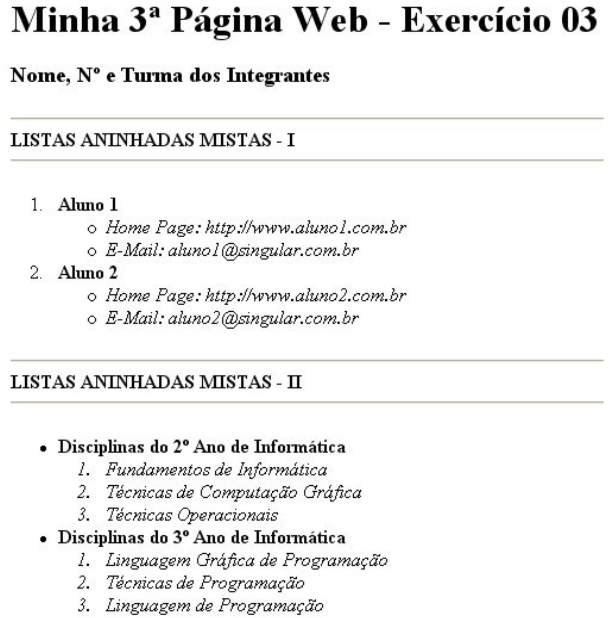 Minha 3ª Página Web - Exercício 03
Nome, Nº e Turma dos Integrantes
LISTAS ANINHADAS MISTAS - I
1. Aluno 1
o Home Page: http://www.aluno1.com.br
o E-Mail: aluno1@singular.com.br
2. Aluno 2
o Home Page: http://www.aluno2.com.br
o E-Mail: aluno2@singular.com.br
LISTAS ANINHADAS MISTAS - II
• Disciplinas do 2º Ano de Informática
1. Fundamentos de Informática
2. Técnicas de Computação Gráfica
3. Técnicas Operacionais
• Disciplinas do 3º Ano de Informática
1. Linguagem Gráfica de Programação
2. Técnicas de Programação
3. Linguagem de Programação